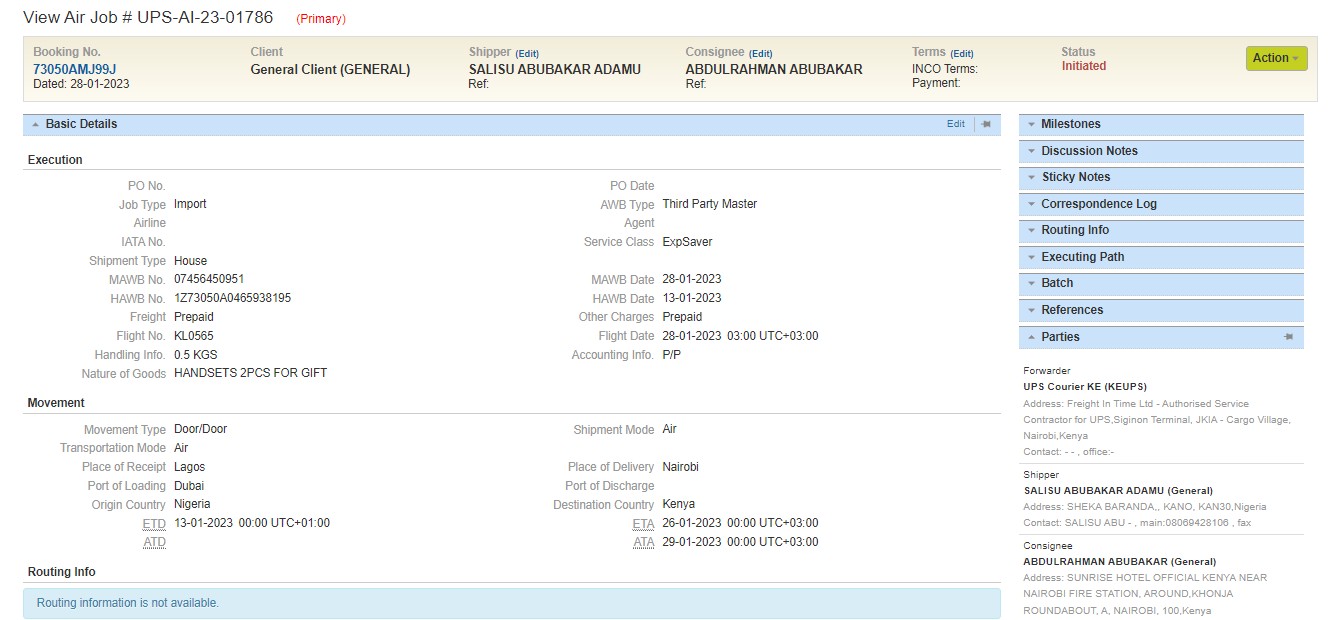 View Air Job # UPS-AI-23-01786 (Primary)
Booking No.
73050AMJ99J
Dated: 28-01-2023
Client
General Client (GENERAL)
Shipper (Edit)
SALISU ABUBAKAR ADAMU
Ref:
Consignee (Edit)
ABDULRAHMAN ABUBAKAR
Ref:
Terms (Edit)
INCO Terms:
Payment:
Status
Initiated
Action
Basic Details Edit
Execution
PO No. PO Date
Job Type Import AWB Type Third Party Master
Airline Agent
IATA No. Service Class ExpSaver
Shipment Type House
MAWB No. 07456450951 MAWB Date 28-01-2023
HAWB No. 1Z73050A0465938195 HAWB Date 13-01-2023
Freight Prepaid Other Charges Prepaid
Flight No. KL0565 Flight Date 28-01-2023 03:00 UTC+03:00
Handling Info. 0.5 KGS Accounting Info. P/P
Nature of Goods HANDSETS 2PCS FOR GIFT
Movement
Movement Type Door/Door Shipment Mode Air
Transportation Mode Air
Place of Receipt Lagos Place of Delivery Nairobi
Port of Loading Dubai Port of Discharge
Origin Country Nigeria Destination Country Kenya
ETD 13-01-2023 00:00 UTC+01:00 ETA 26-01-2023 00:00 UTC+03:00
ATD ATA 29-01-2023 00:00 UTC+03:00
Routing Info
Routing information is not available.
Milestones
Discussion Notes
Sticky Notes
Correspondence Log
Routing Info
Executing Path
Batch
References
Parties
Forwarder
UPS Courier KE (KEUPS)
Address: Freight In Time Ltd - Authorised Service
Contractor for UPS,Siginon Terminal, JKIA - Cargo Village,
Nairobi,Kenya
Contact: - - , office:-
Shipper
SALISU ABUBAKAR ADAMU (General)
Address: SHEKA BARANDA,, KANO, KAN30,Nigeria
Contact: SALISU ABU - , main:08069428106 , fax
Consignee
ABDULRAHMAN ABUBAKAR (General)
Address: SUNRISE HOTEL OFFICIAL KENYA NEAR
NAIROBI FIRE STATION, AROUND,KHONJA
ROUNDABOUT, A, NAIROBI, 100,Kenya